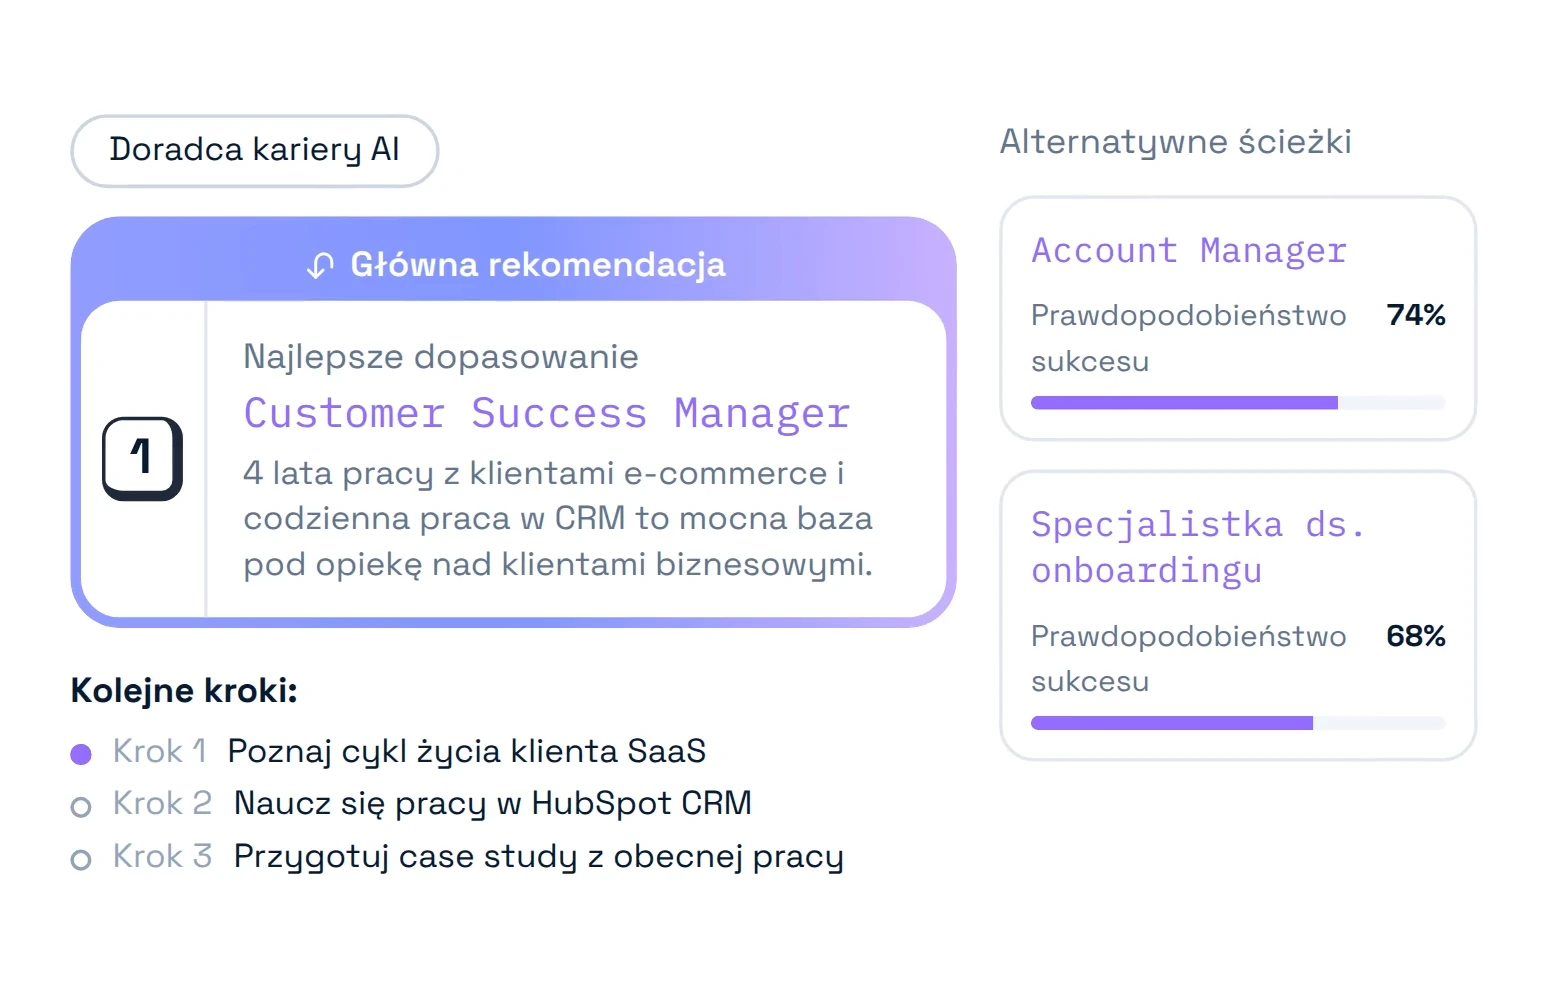 Doradca kariery AI
Główna rekomendacja
1
Najlepsze dopasowanie
Customer Success Manager
4 lata pracy z klientami e-commerce i
codzienna praca w CRM to mocna baza
pod opiekę nad klientami biznesowymi.
Kolejne kroki:
Krok 1 Poznaj cykl życia klienta SaaS
Krok 2 Naucz się pracy w HubSpot CRM
Krok 3 Przygotuj case study z obecnej pracy
Alternatywne ścieżki
Account Manager
Prawdopodobieństwo 74%
sukcesu
Specjalistka ds.
onboardingu
Prawdopodobieństwo 68%
sukcesu